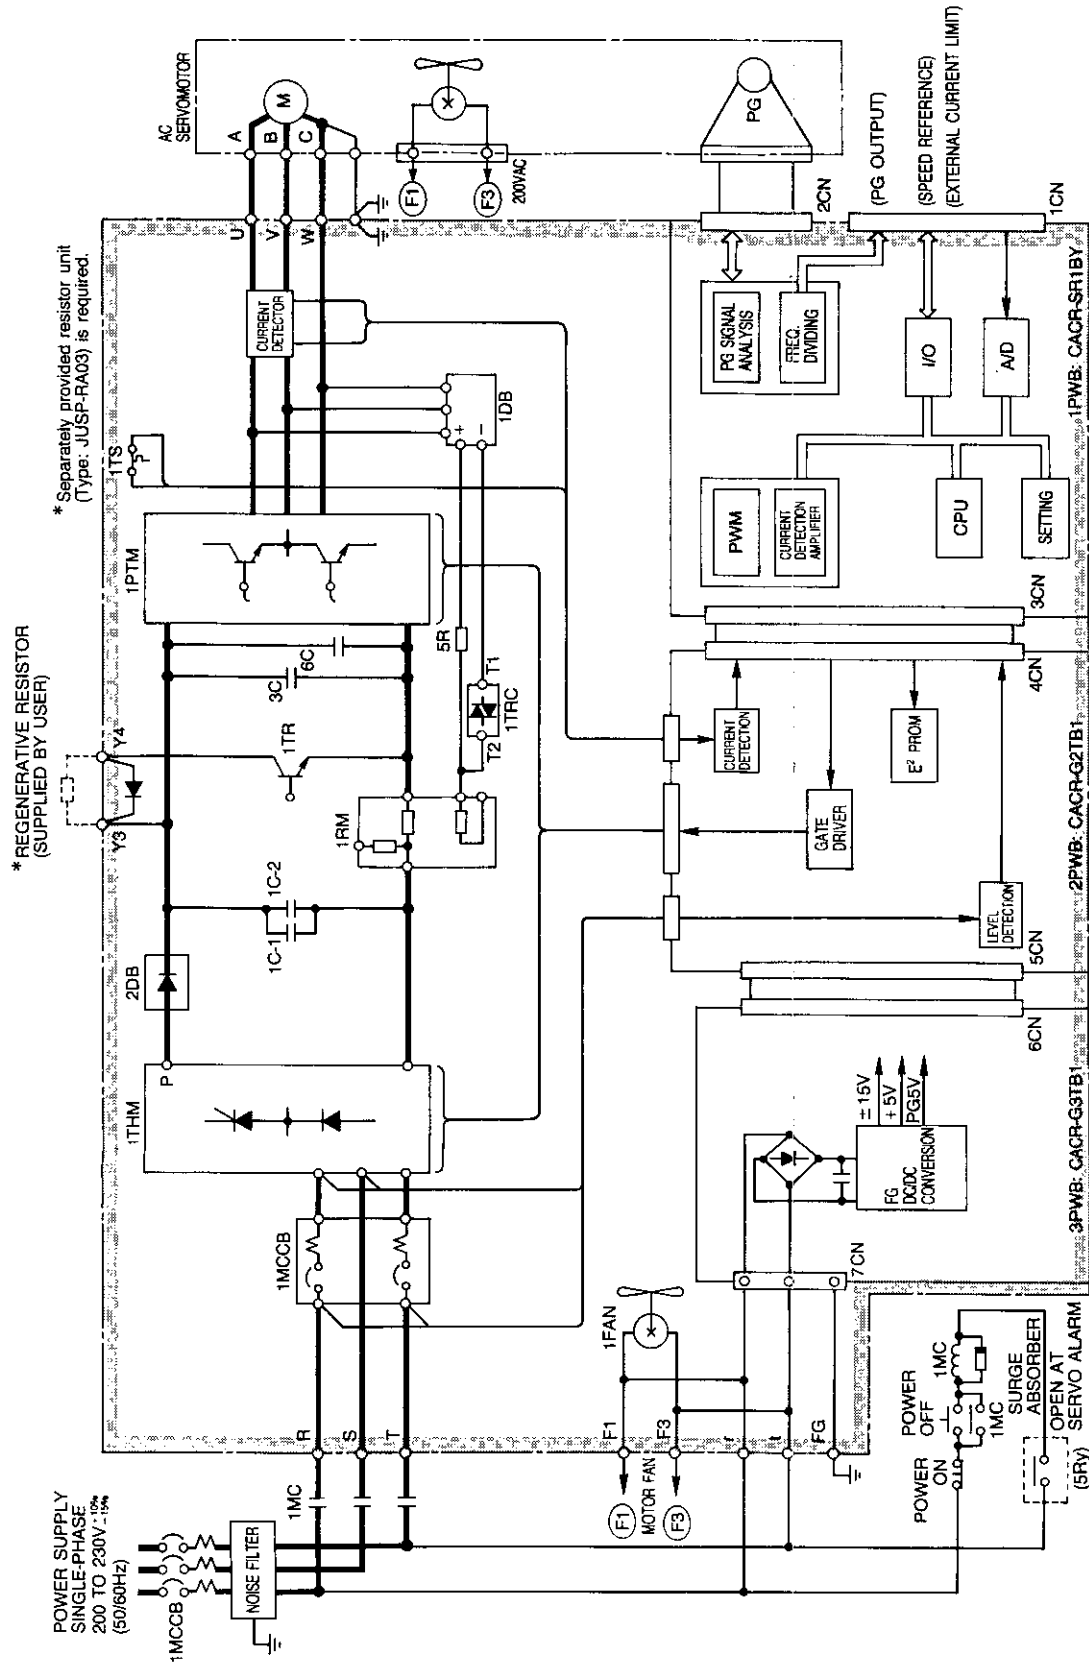 POWER SUPPLY
SINGLE-PHASE
200 TO 230V +10% -15%
(50/60Hz)
1MCCB
NOISE FILTER
1MC
R
S
T
1MCCB
1THM
P
2DB
1C-1
1C-2
*REGENERATIVE RESISTOR
(SUPPLIED BY USER)
Y3
Y4
1RM
1TR
3C
6C
1PTM
1TS
* Separately provided resistor unit
(Type: JUSP-RA03) is required.
5R
T2
T1
1TRC
+
−
1DB
CURRENT
DETECTOR
U
V
W
AC
SERVOMOTOR
A
B
C
M
F1
F3
200VAC
PG
MOTOR FAN
F1
F3
F1
F3
1FAN
r
t
FG
7CN
FG
DC/DC
CONVERSION
± 15V
+ 5V
PG5V
6CN
5CN
LEVEL
DETECTION
GATE
DRIVER
CURRENT
DETECTION
E² PROM
4CN
3CN
PWM
CURRENT
DETECTION
AMPLIFIER
CPU
SETTING
PG SIGNAL
ANALYSIS
FREQ.
DIVIDING
I/O
A/D
2CN
(PG OUTPUT)
(SPEED REFERENCE)
(EXTERNAL CURRENT LIMIT)
1CN
3PWB: CACR-G3TB1
2PWB: CACR-G2TB1
1PWB: CACR-SR1BY
POWER
ON
POWER
OFF
1MC
1MC
SURGE
ABSORBER
OPEN AT
SERVO ALARM
(5Ry)